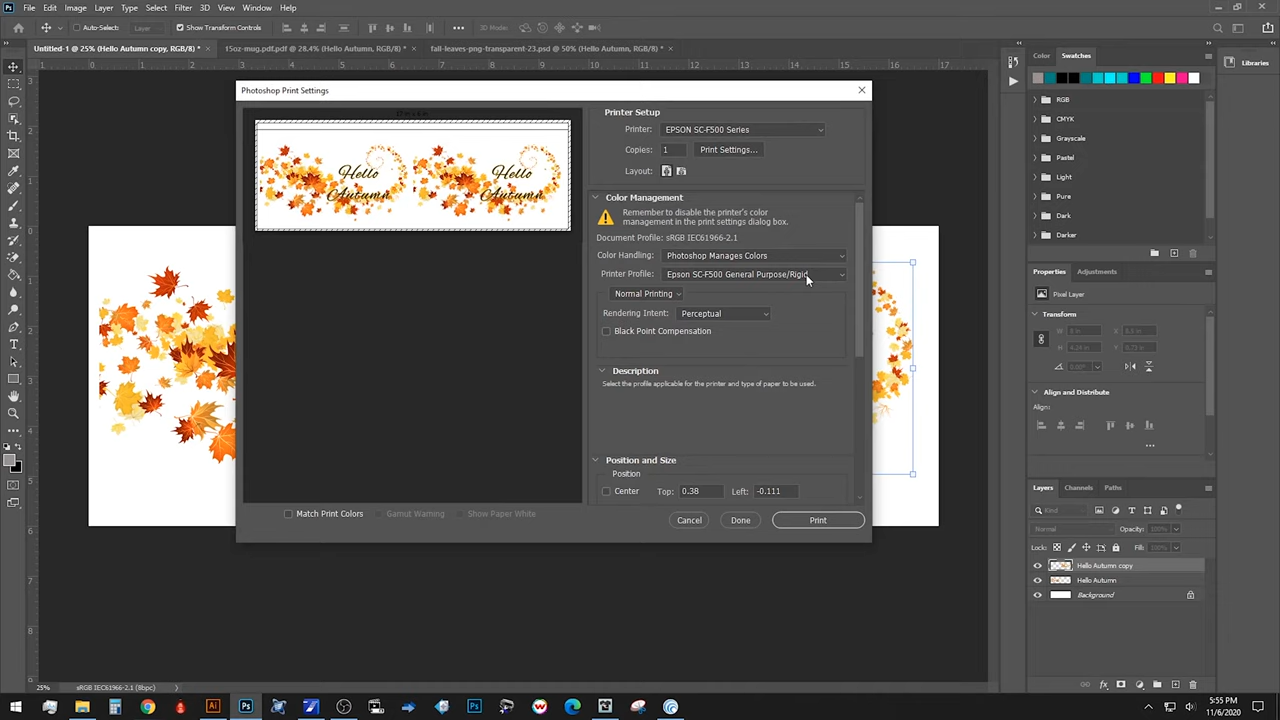 File Edit Image Layer Type Select Filter 3D View Window Help
Auto-Select: Layer Show Transform Controls 3D Mode:
Untitled-1 @ 25% (Hello Autumn copy, RGB/8) * × 15oz-mug.pdf.pdf @ 28.4% (Hello Autumn, RGB/8) * × fall-leaves-png-transparent-23.psd @ 50% (Hello Autumn, RGB/8) * ×
Photoshop Print Settings
Hello
Autumn
Hello
Autumn
Printer Setup
Printer: EPSON SC-F500 Series
Copies: 1 Print Settings...
Layout:
Color Management
Remember to disable the printer's color
management in the print settings dialog box.
Document Profile: sRGB IEC61966-2.1
Color Handling: Photoshop Manages Colors
Printer Profile: Epson SC-F500 General Purpose/Rigid
Normal Printing
Rendering Intent: Perceptual
Black Point Compensation
Description
Select the profile applicable for the printer and type of paper to be used.
Position and Size
Position
Center Top: 0.38 Left: -0.111
Match Print Colors Gamut Warning Show Paper White
Cancel Done Print
Color Swatches
RGB
CMYK
Grayscale
Pastel
Light
Pure
Dark
Darker
Libraries
Properties Adjustments
Pixel Layer
Transform
Align and Distribute
Align:
Layers Channels Paths
Kind
Normal Opacity: 100%
Lock: Fill: 100%
Hello Autumn copy
Hello Autumn
Background
25% sRGB IEC61966-2.1 (8bpc)
5:55 PM
11/6/2020